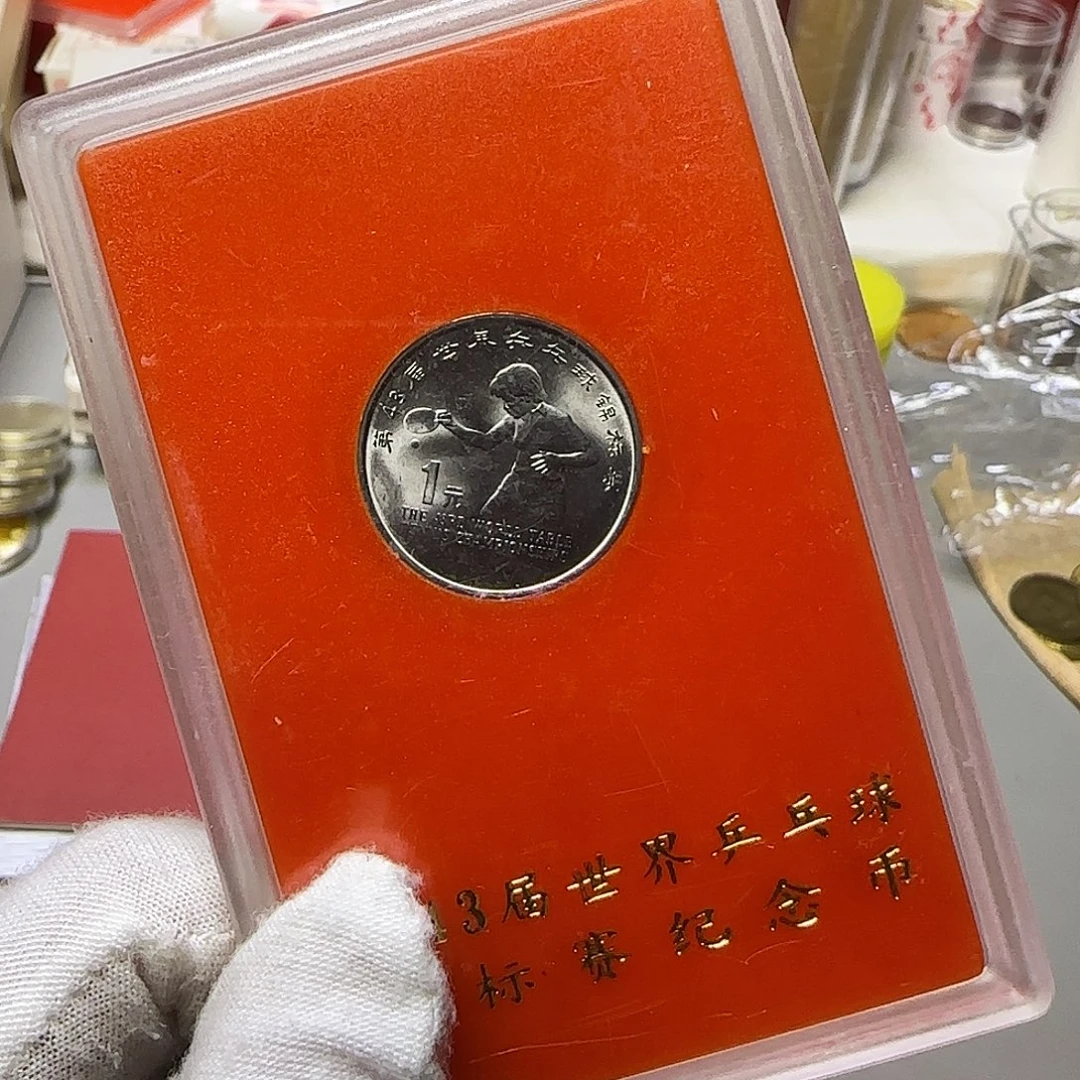 第43届世界乒乓球锦标赛
1元
THE 43RD WORLD TABLE
CHAMPIONSHIPS
43届世界乒乓球
标赛纪念币